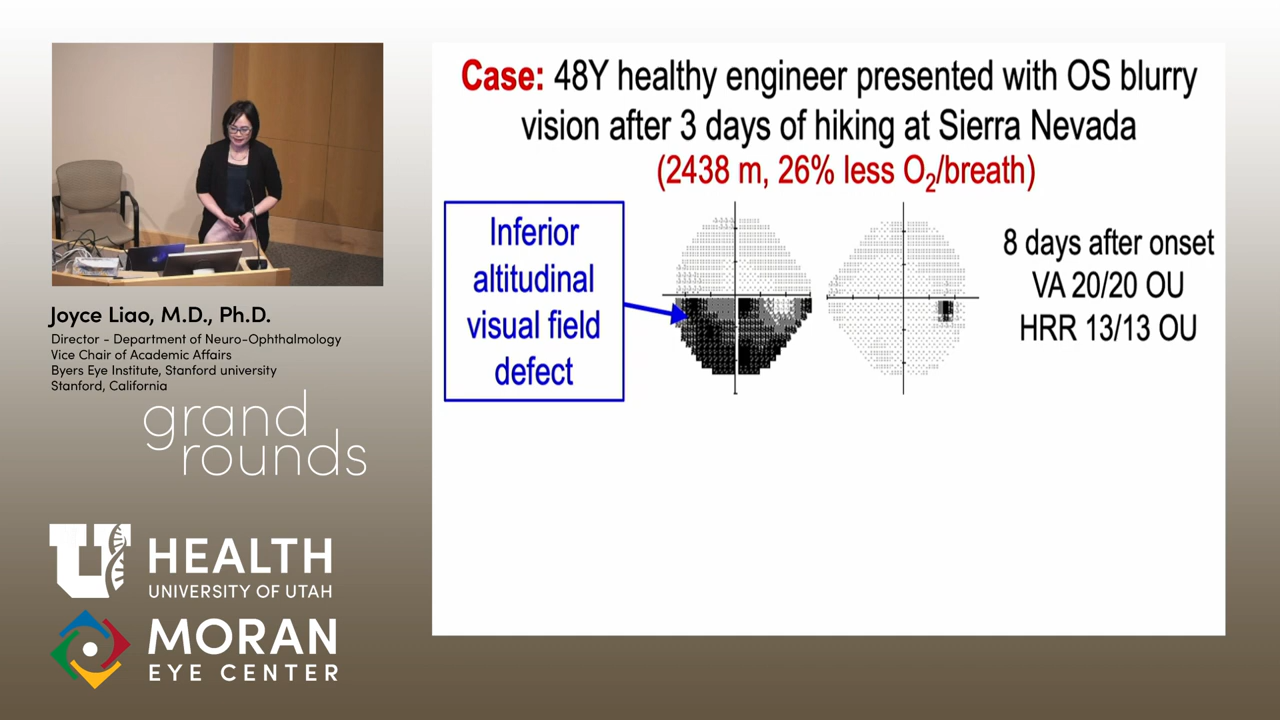 Case: 48Y healthy engineer presented with OS blurry
vision after 3 days of hiking at Sierra Nevada
(2438 m, 26% less O₂/breath)
Inferior
altitudinal
visual field
defect
8 days after onset
VA 20/20 OU
HRR 13/13 OU
Joyce Liao, M.D., Ph.D.
Director - Department of Neuro-Ophthalmology
Vice Chair of Academic Affairs
Byers Eye Institute, Stanford university
Stanford, California
grand
rounds
U HEALTH
UNIVERSITY OF UTAH
MORAN
EYE CENTER